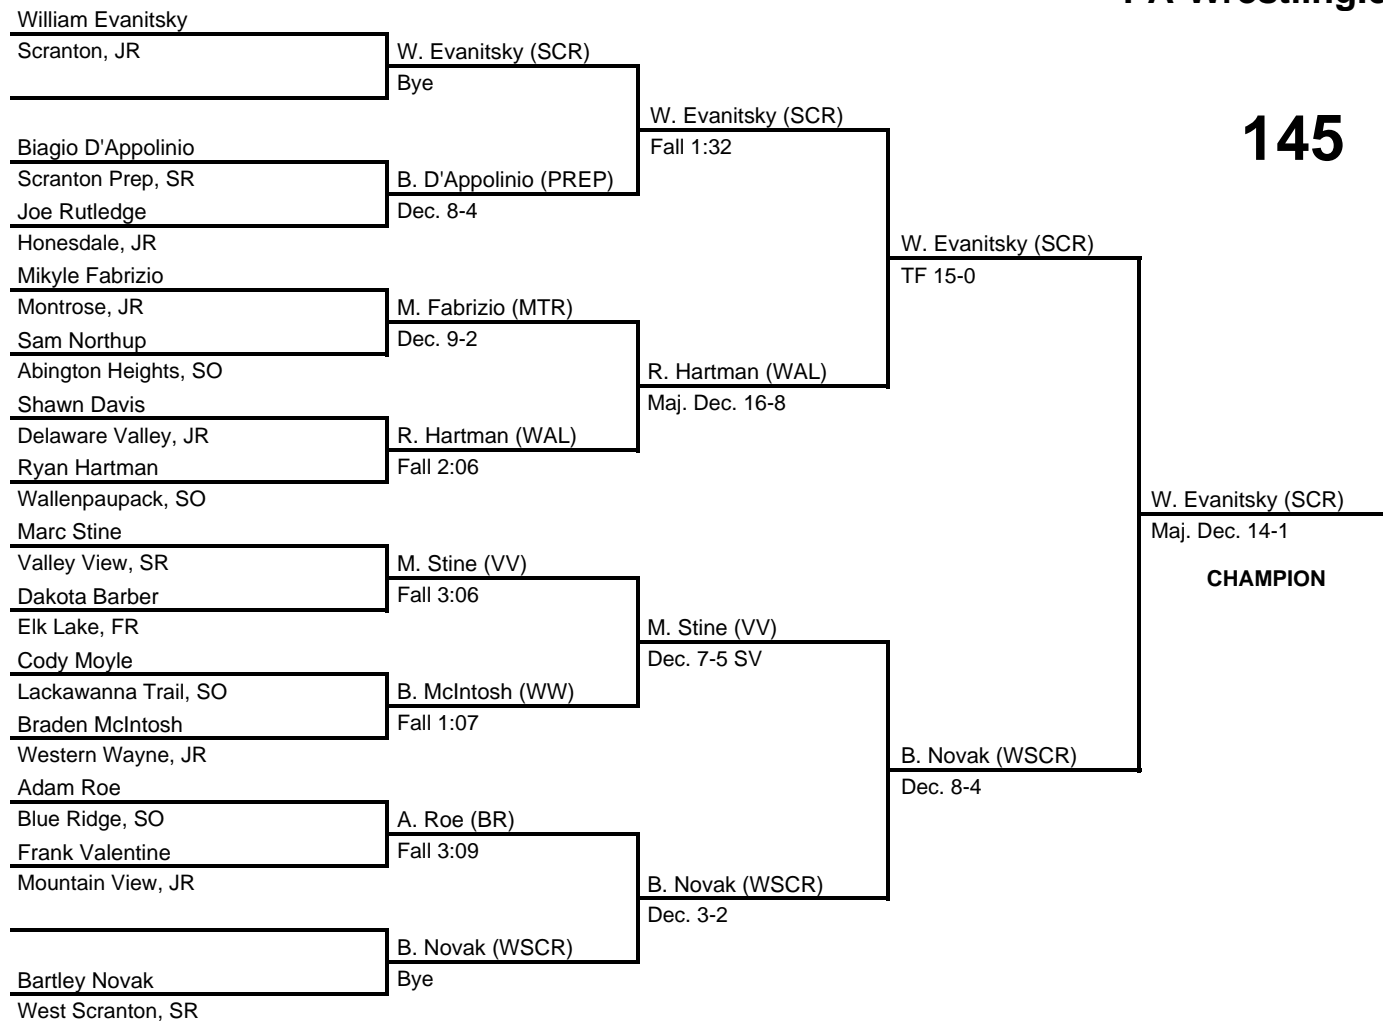 William Evanitsky
Scranton, JR
W. Evanitsky (SCR)
Bye
W. Evanitsky (SCR)
Fall 1:32
145
Biagio D'Appolinio
Scranton Prep, SR
B. D'Appolinio (PREP)
Joe Rutledge
Dec. 8-4
Honesdale, JR
W. Evanitsky (SCR)
Mikyle Fabrizio
TF 15-0
Montrose, JR
M. Fabrizio (MTR)
Sam Northup
Dec. 9-2
Abington Heights, SO
R. Hartman (WAL)
Shawn Davis
Maj. Dec. 16-8
Delaware Valley, JR
R. Hartman (WAL)
Ryan Hartman
Fall 2:06
Wallenpaupack, SO
W. Evanitsky (SCR)
Marc Stine
Maj. Dec. 14-1
Valley View, SR
M. Stine (VV)
CHAMPION
Dakota Barber
Fall 3:06
Elk Lake, FR
M. Stine (VV)
Cody Moyle
Dec. 7-5 SV
Lackawanna Trail, SO
B. McIntosh (WW)
Braden McIntosh
Fall 1:07
Western Wayne, JR
B. Novak (WSCR)
Adam Roe
Dec. 8-4
Blue Ridge, SO
A. Roe (BR)
Frank Valentine
Fall 3:09
Mountain View, JR
B. Novak (WSCR)
Dec. 3-2
B. Novak (WSCR)
Bartley Novak
Bye
West Scranton, SR